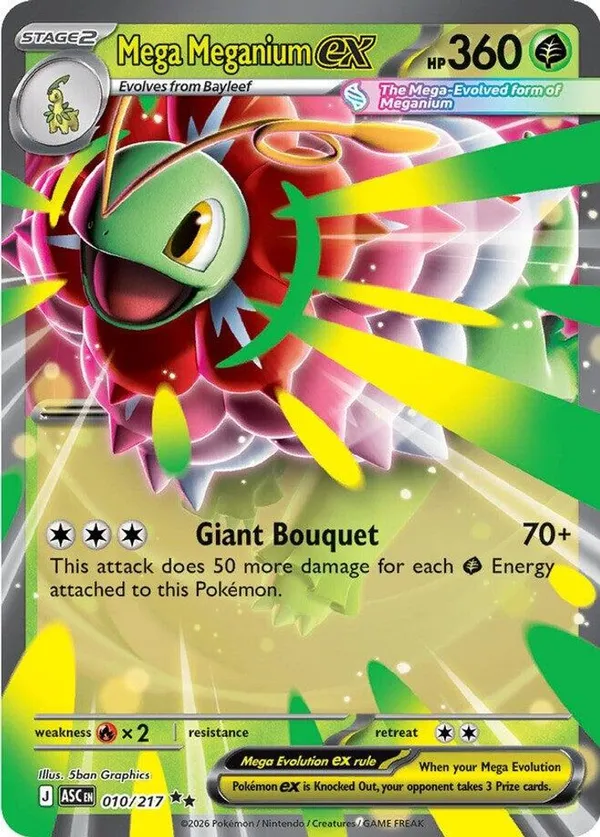 STAGE2
Mega Meganium ex
HP 360
Evolves from Bayleef
The Mega-Evolved form of
Meganium
Giant Bouquet 70+
This attack does 50 more damage for each Energy
attached to this Pokémon.
weakness ×2 resistance retreat
Mega Evolution ex rule When your Mega Evolution
Pokémon ex is Knocked Out, your opponent takes 3 Prize cards.
Illus. 5ban Graphics
J ASC EN 010/217
©2026 Pokémon / Nintendo / Creatures / GAME FREAK